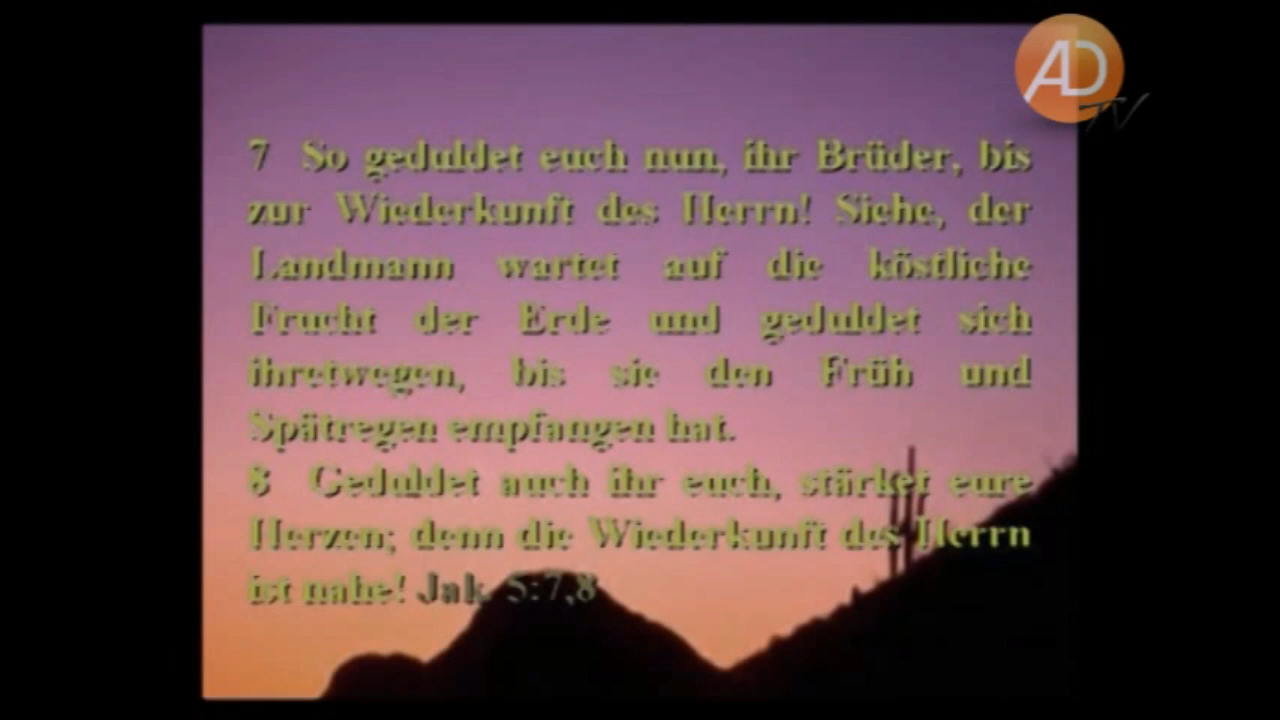 AD
TV
7 So geduldet euch nun, ihr Brüder, bis
zur Wiederkunft des Herrn! Siehe, der
Landmann wartet auf die köstliche
Frucht der Erde und geduldet sich
ihretwegen, bis sie den Früh und
Spätregen empfangen hat.
8 Geduldet auch ihr euch, stärket eure
Herzen; denn die Wiederkunft des Herrn
ist nahe! Jak. 5:7,8